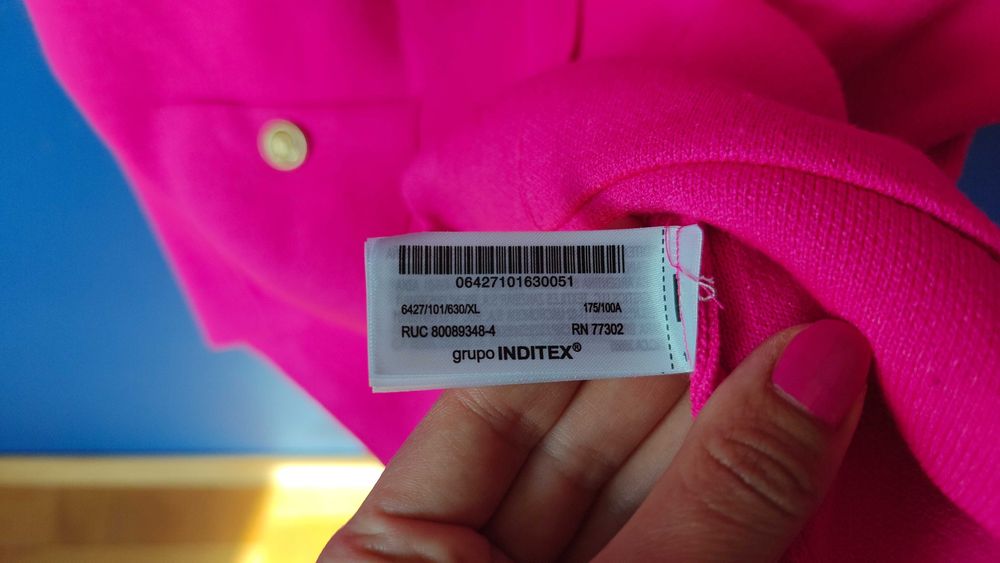 06427101630051
6427/101/630/XL 175/100A
RUC 80089348-4 RN 77302
grupo INDITEX®